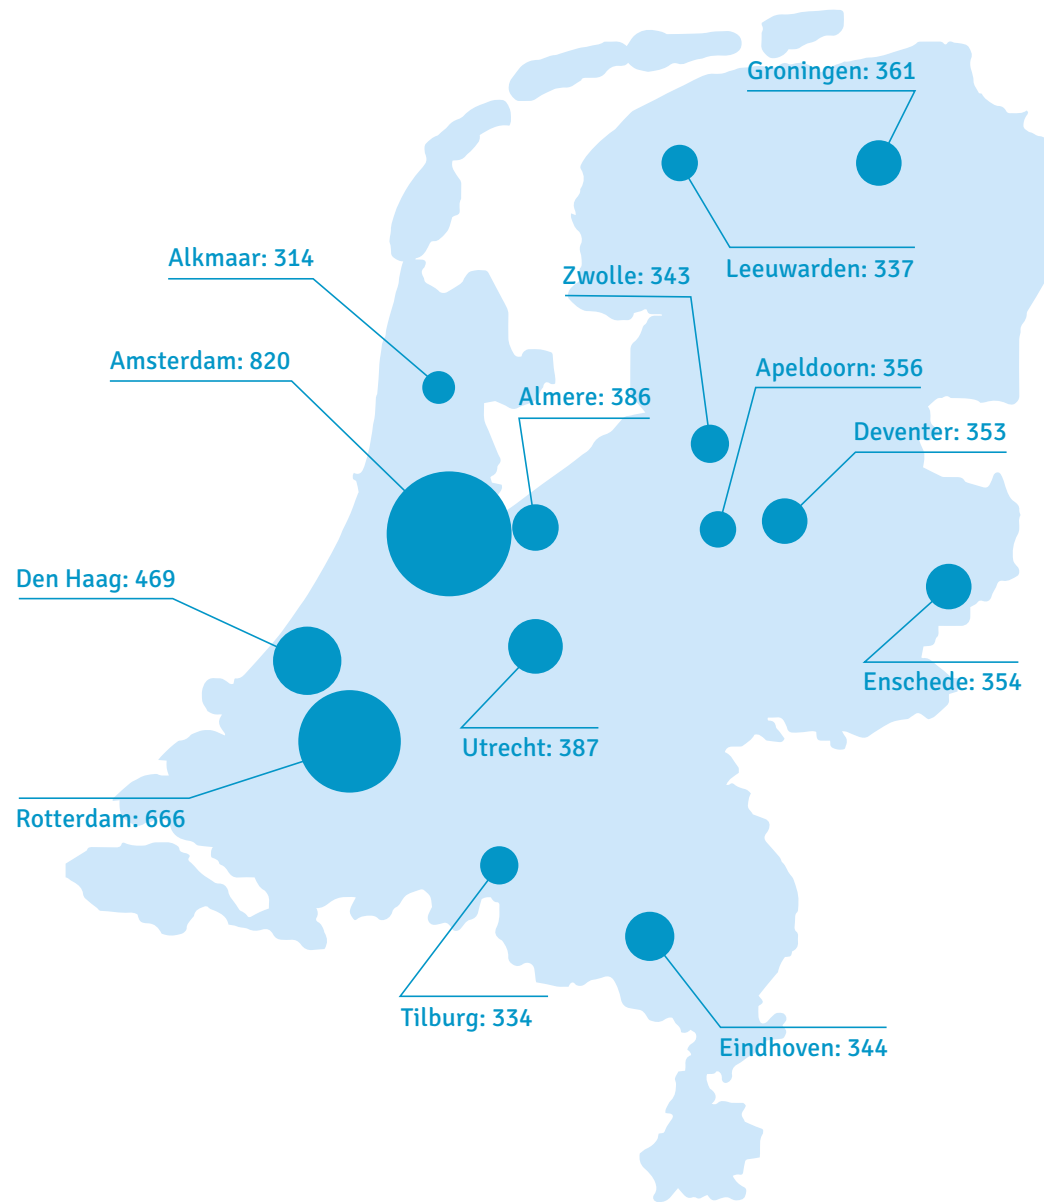 Groningen: 361
Alkmaar: 314
Leeuwarden: 337
Zwolle: 343
Amsterdam: 820
Apeldoorn: 356
Almere: 386
Deventer: 353
Den Haag: 469
Enschede: 354
Utrecht: 387
Rotterdam: 666
Tilburg: 334
Eindhoven: 344